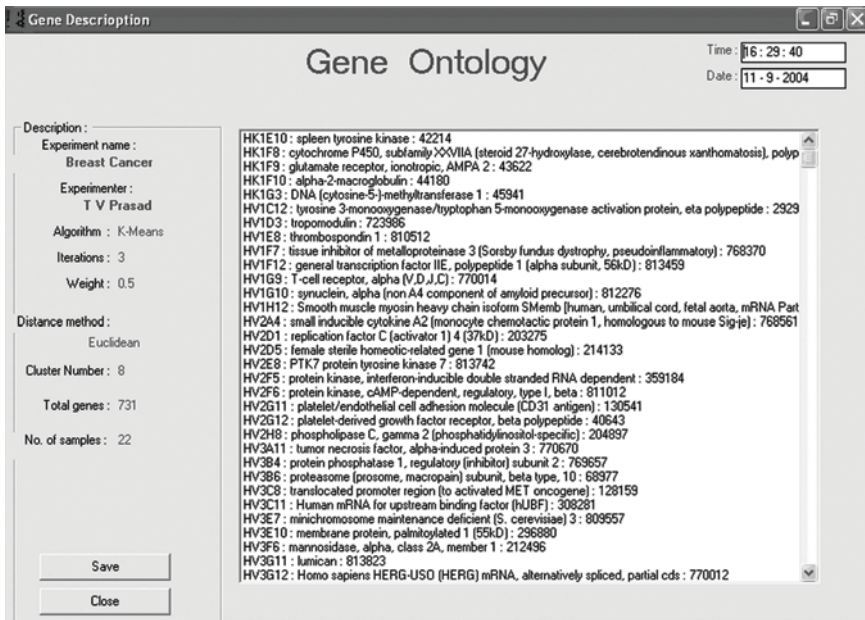 Gene Descrioption
Gene Ontology
Time : 16 : 29 : 40
Date : 11 - 9 - 2004
Description :
Experiment name :
Breast Cancer
Experimenter :
T V Prasad
Algorithm : K-Means
Iterations : 3
Weight : 0.5
Distance method :
Euclidean
Cluster Number : 8
Total genes : 731
No. of samples : 22
Save
Close
HK1E10 : spleen tyrosine kinase : 42214
HK1F8 : cytochrome P450, subfamily XXVIIA (steroid 27-hydroxylase, cerebrotendinous xanthomatosis), polyp
HK1F9 : glutamate receptor, ionotropic, AMPA 2 : 43622
HK1F10 : alpha-2-macroglobulin : 44180
HK1G3 : DNA (cytosine-5-)-methyltransferase 1 : 45941
HV1C12 : tyrosine 3-monooxygenase/tryptophan 5-monooxygenase activation protein, eta polypeptide : 2929
HV1D3 : tropomodulin : 723986
HV1E8 : thrombospondin 1 : 810512
HV1F7 : tissue inhibitor of metalloproteinase 3 (Sorsby fundus dystrophy, pseudoinflammatory) : 768370
HV1F12 : general transcription factor IIE, polypeptide 1 (alpha subunit, 56kD) : 813459
HV1G9 : T-cell receptor, alpha (V,D,J,C) : 770014
HV1G10 : synuclein, alpha (non A4 component of amyloid precursor) : 812276
HV1H12 : Smooth muscle myosin heavy chain isoform SMemb [human, umbilical cord, fetal aorta, mRNA Part
HV2A4 : small inducible cytokine A2 (monocyte chemotactic protein 1, homologous to mouse Sig-je) : 768561
HV2D1 : replication factor C (activator 1) 4 (37kD) : 203275
HV2D5 : female sterile homeotic-related gene 1 (mouse homolog) : 214133
HV2E8 : PTK7 protein tyrosine kinase 7 : 813742
HV2F5 : protein kinase, interferon-inducible double stranded RNA dependent : 359184
HV2F6 : protein kinase, cAMP-dependent, regulatory, type I, beta : 811012
HV2G11 : platelet/endothelial cell adhesion molecule (CD31 antigen) : 130541
HV2G12 : platelet-derived growth factor receptor, beta polypeptide : 40643
HV2H8 : phospholipase C, gamma 2 (phosphatidylinositol-specific) : 204897
HV3A11 : tumor necrosis factor, alpha-induced protein 3 : 770670
HV3B4 : protein phosphatase 1, regulatory (inhibitor) subunit 2 : 769657
HV3B6 : proteasome (prosome, macropain) subunit, beta type, 10 : 68977
HV3C8 : translocated promoter region (to activated MET oncogene) : 128159
HV3C11 : Human mRNA for upstream binding factor (hUBF) : 308281
HV3E7 : minichromosome maintenance deficient (S. cerevisiae) 3 : 809557
HV3E10 : membrane protein, palmitoylated 1 (55kD) : 296880
HV3F6 : mannosidase, alpha, class 2A, member 1 : 212496
HV3G11 : lumican : 813823
HV3G12 : Homo sapiens HERG-USO (HERG) mRNA, alternatively spliced, partial cds : 770012